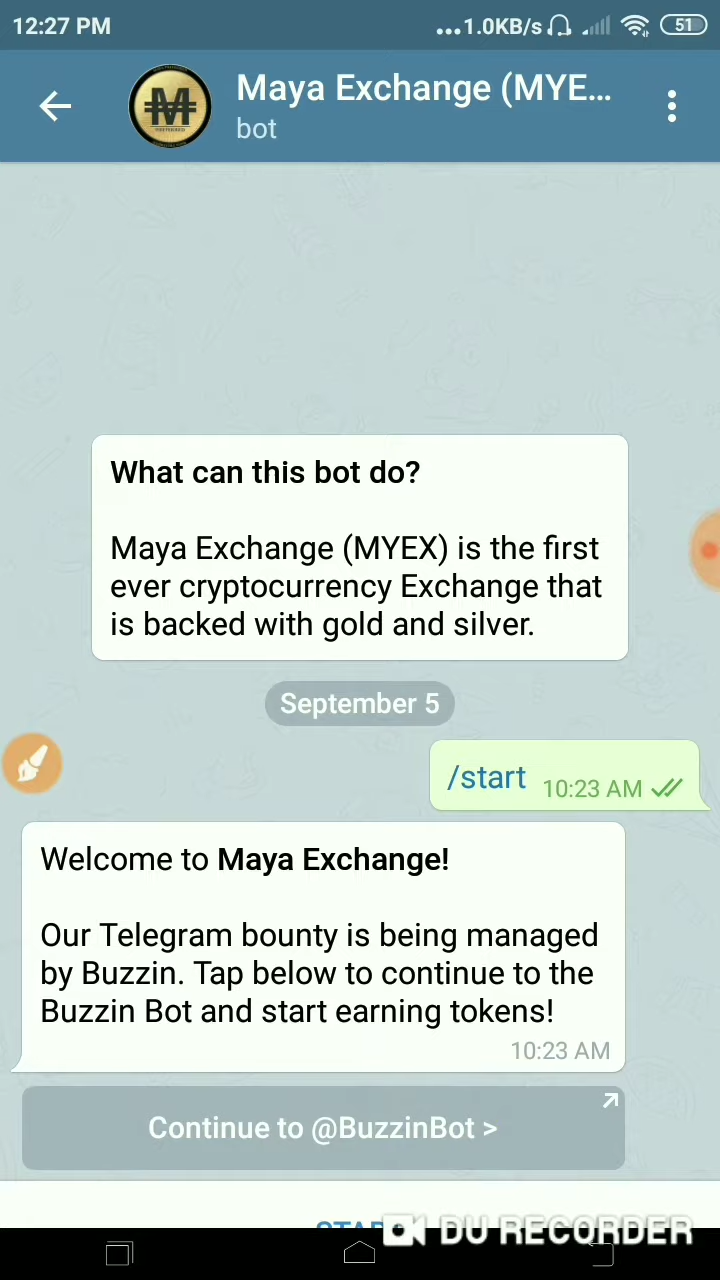 12:27 PM
...1.0KB/s
51
Maya Exchange (MYE...
bot
What can this bot do?
Maya Exchange (MYEX) is the first
ever cryptocurrency Exchange that
is backed with gold and silver.
September 5
/start 10:23 AM
Welcome to Maya Exchange!
Our Telegram bounty is being managed
by Buzzin. Tap below to continue to the
Buzzin Bot and start earning tokens!
10:23 AM
Continue to @BuzzinBot >
DU RECORDER